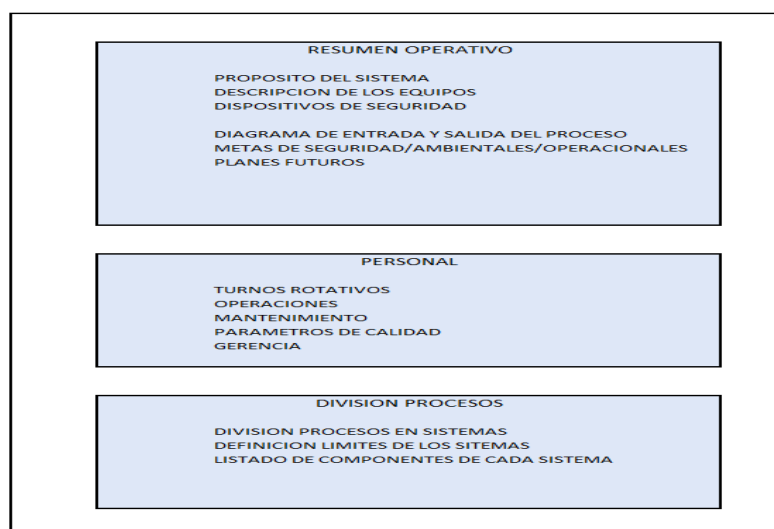 RESUMEN OPERATIVO
PROPOSITO DEL SISTEMA
DESCRIPCION DE LOS EQUIPOS
DISPOSITIVOS DE SEGURIDAD
DIAGRAMA DE ENTRADA Y SALIDA DEL PROCESO
METAS DE SEGURIDAD/AMBIENTALES/OPERACIONALES
PLANES FUTUROS
PERSONAL
TURNOS ROTATIVOS
OPERACIONES
MANTENIMIENTO
PARAMETROS DE CALIDAD
GERENCIA
DIVISION PROCESOS
DIVISION PROCESOS EN SISTEMAS
DEFINICION LIMITES DE LOS SITEMAS
LISTADO DE COMPONENTES DE CADA SISTEMA